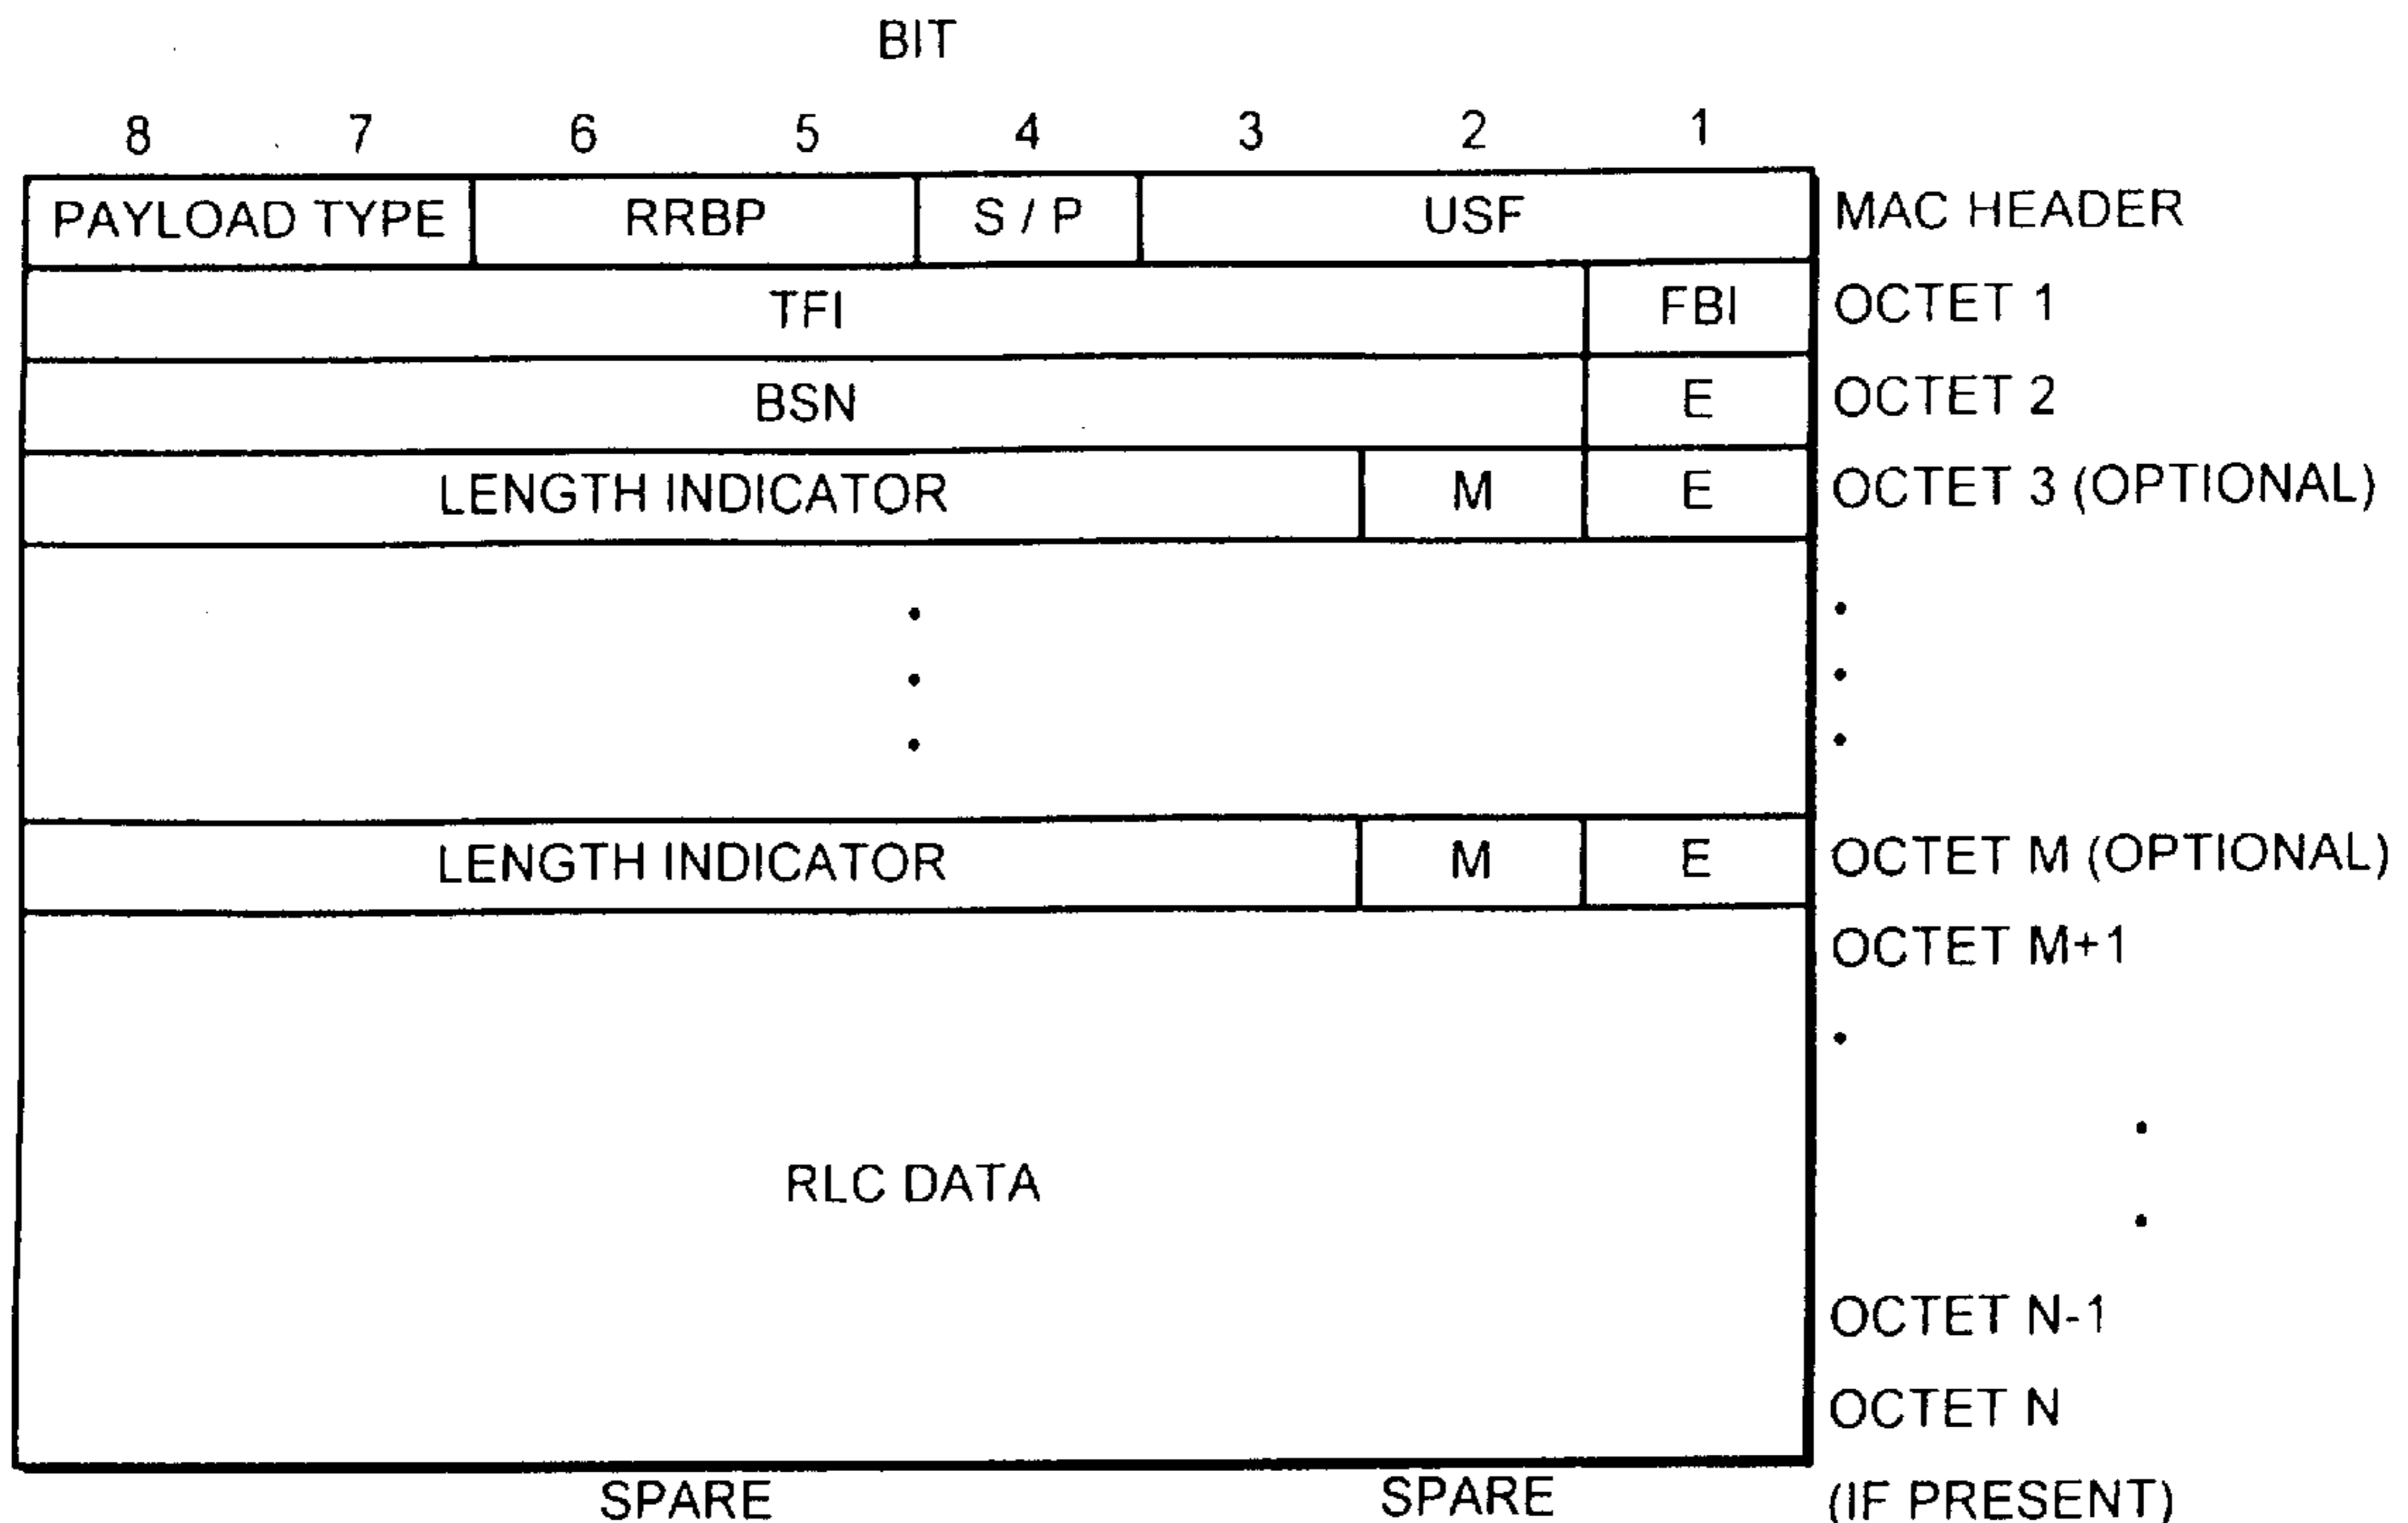 BIT
8 7 6 5 4 3 2 1
PAYLOAD TYPE RRBP S / P USF MAC HEADER
TFI FBI OCTET 1
BSN E OCTET 2
LENGTH INDICATOR M E OCTET 3 (OPTIONAL)
LENGTH INDICATOR M E OCTET M (OPTIONAL)
OCTET M+1
RLC DATA
OCTET N-1
OCTET N
SPARE SPARE (IF PRESENT)